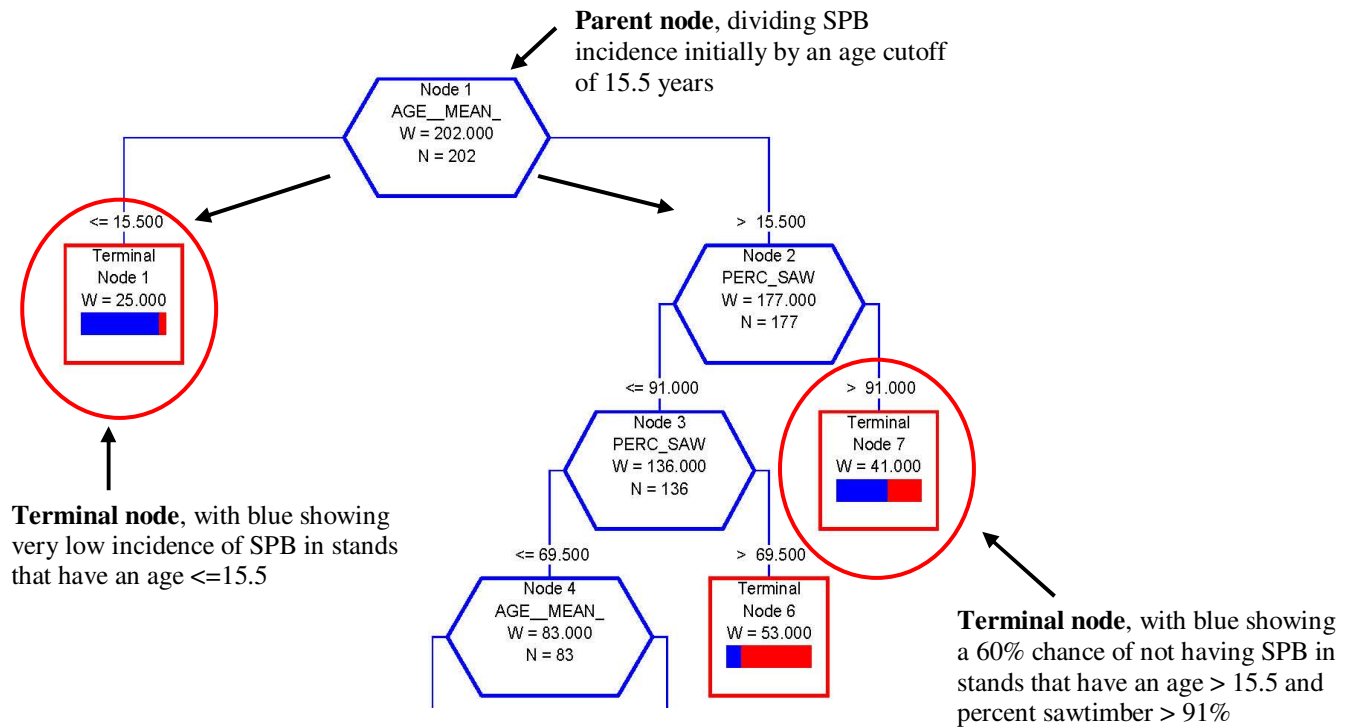 Parent node, dividing SPB
incidence initially by an age cutoff
of 15.5 years
Node 1
AGE__MEAN_
W = 202.000
N = 202
<= 15.500
> 15.500
Terminal
Node 1
W = 25.000
Node 2
PERC_SAW
W = 177.000
N = 177
<= 91.000
> 91.000
Node 3
PERC_SAW
W = 136.000
N = 136
Terminal
Node 7
W = 41.000
Terminal node, with blue showing
very low incidence of SPB in stands
that have an age <=15.5
<= 69.500
> 69.500
Node 4
AGE__MEAN_
W = 83.000
N = 83
Terminal
Node 6
W = 53.000
Terminal node, with blue showing
a 60% chance of not having SPB in
stands that have an age > 15.5 and
percent sawtimber > 91%